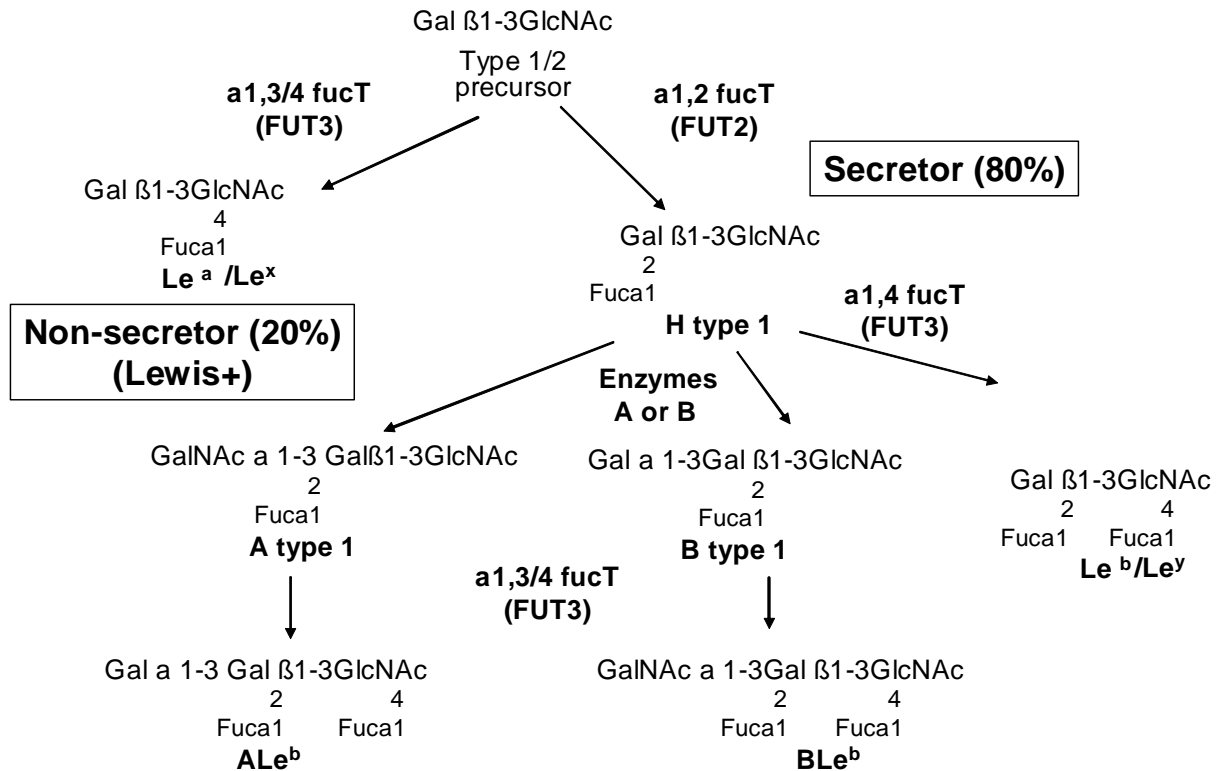 Gal ß1-3GlcNAc
Type 1/2
precursor
a1,3/4 fucT
(FUT3)
a1,2 fucT
(FUT2)
Secretor (80%)
Gal ß1-3GlcNAc
4
Fuca1
Le a /Lex
Non-secretor (20%)
(Lewis+)
Gal ß1-3GlcNAc
2
Fuca1
H type 1
a1,4 fucT
(FUT3)
Enzymes
A or B
GalNAc a 1-3 Galß1-3GlcNAc
2
Fuca1
A type 1
Gal a 1-3Gal ß1-3GlcNAc
2
Fuca1
B type 1
Gal ß1-3GlcNAc
2 4
Fuca1 Fuca1
Le b/Ley
a1,3/4 fucT
(FUT3)
Gal a 1-3 Gal ß1-3GlcNAc
2 4
Fuca1 Fuca1
ALeb
GalNAc a 1-3Gal ß1-3GlcNAc
2 4
Fuca1 Fuca1
BLeb